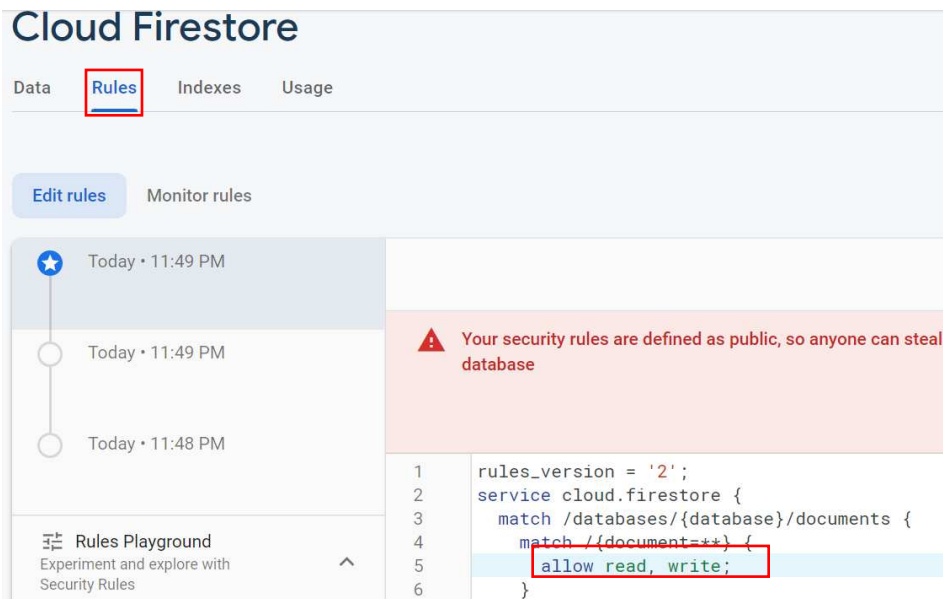 Cloud Firestore
Data Rules Indexes Usage
Edit rules Monitor rules
Today • 11:49 PM
Today • 11:49 PM
Today • 11:48 PM
Rules Playground
Experiment and explore with
Security Rules
Your security rules are defined as public, so anyone can steal
database
1 rules_version = '2';
2 service cloud.firestore {
3 match /databases/{database}/documents {
4 match /{document=**} {
5 allow read, write;
6 }